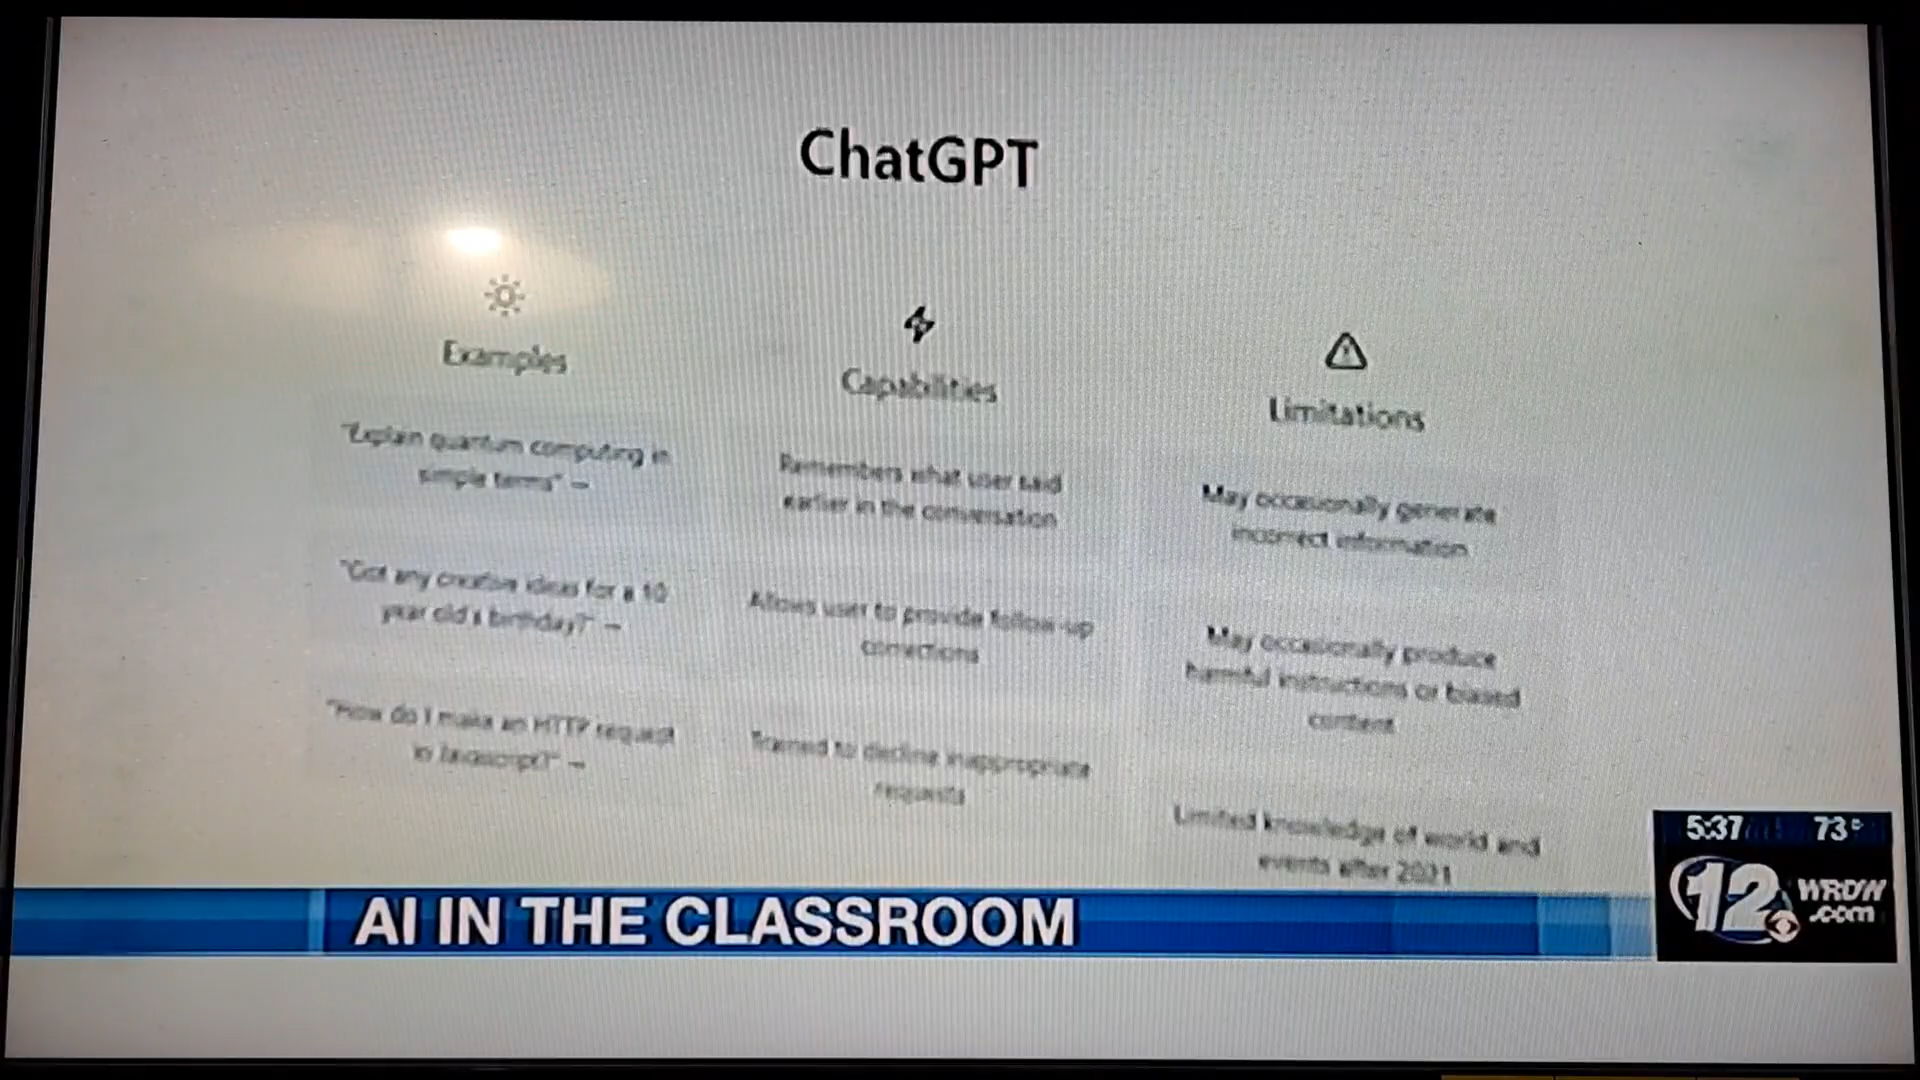 ChatGPT
Examples
"Explain quantum computing in
simple terms" →
"Got any creative ideas for a 10
year old's birthday?" →
"How do I make an HTTP request
in Javascript?" →
Capabilities
Remembers what user said
earlier in the conversation
Allows user to provide follow-up
corrections
Trained to decline inappropriate
requests
Limitations
May occasionally generate
incorrect information
May occasionally produce
harmful instructions or biased
content
Limited knowledge of world and
events after 2021
AI IN THE CLASSROOM
5:37 73°
12 WRDW
.com